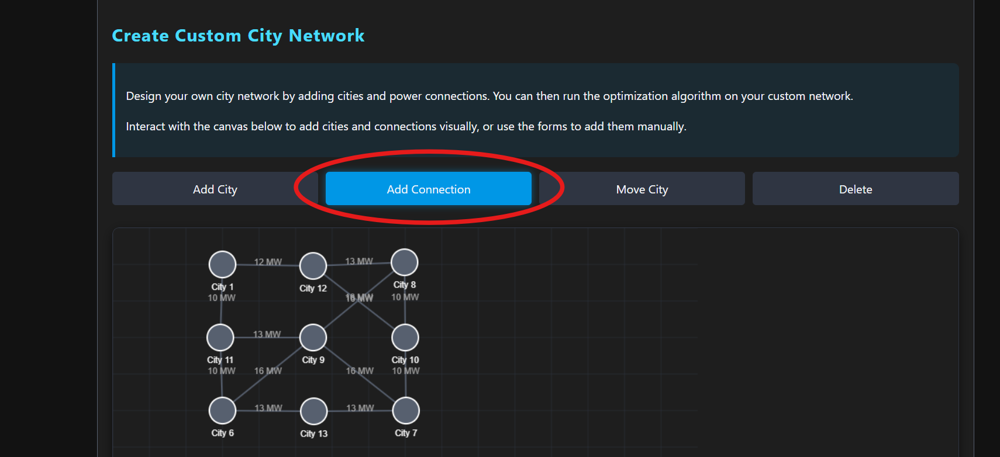 Create Custom City Network
Design your own city network by adding cities and power connections. You can then run the optimization algorithm on your custom network.
Interact with the canvas below to add cities and connections visually, or use the forms to add them manually.
Add City
Add Connection
Move City
Delete
12 MW
13 MW
City 1
City 12
City 8
10 MW
MW
10 MW
13 MW
City 11
City 9
City 10
10 MW
16 MW
16 MW
10 MW
13 MW
13 MW
City 6
City 13
City 7